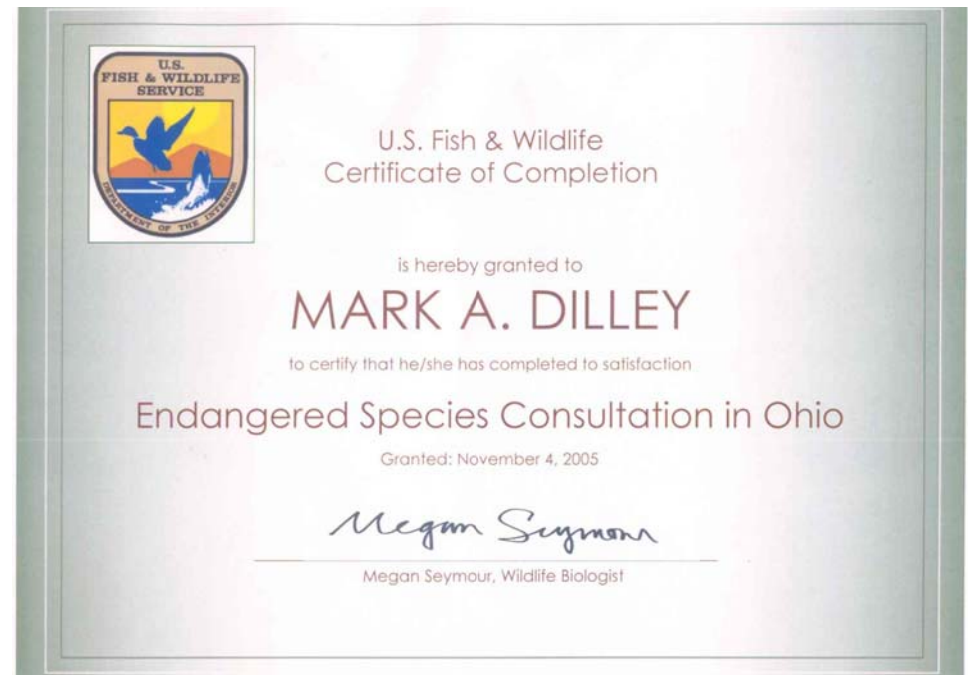 U.S.
FISH & WILDLIFE
SERVICE
DEPARTMENT OF THE INTERIOR
U.S. Fish & Wildlife
Certificate of Completion
is hereby granted to
MARK A. DILLEY
to certify that he/she has completed to satisfaction
Endangered Species Consultation in Ohio
Granted: November 4, 2005
Megan Seymour
Megan Seymour, Wildlife Biologist